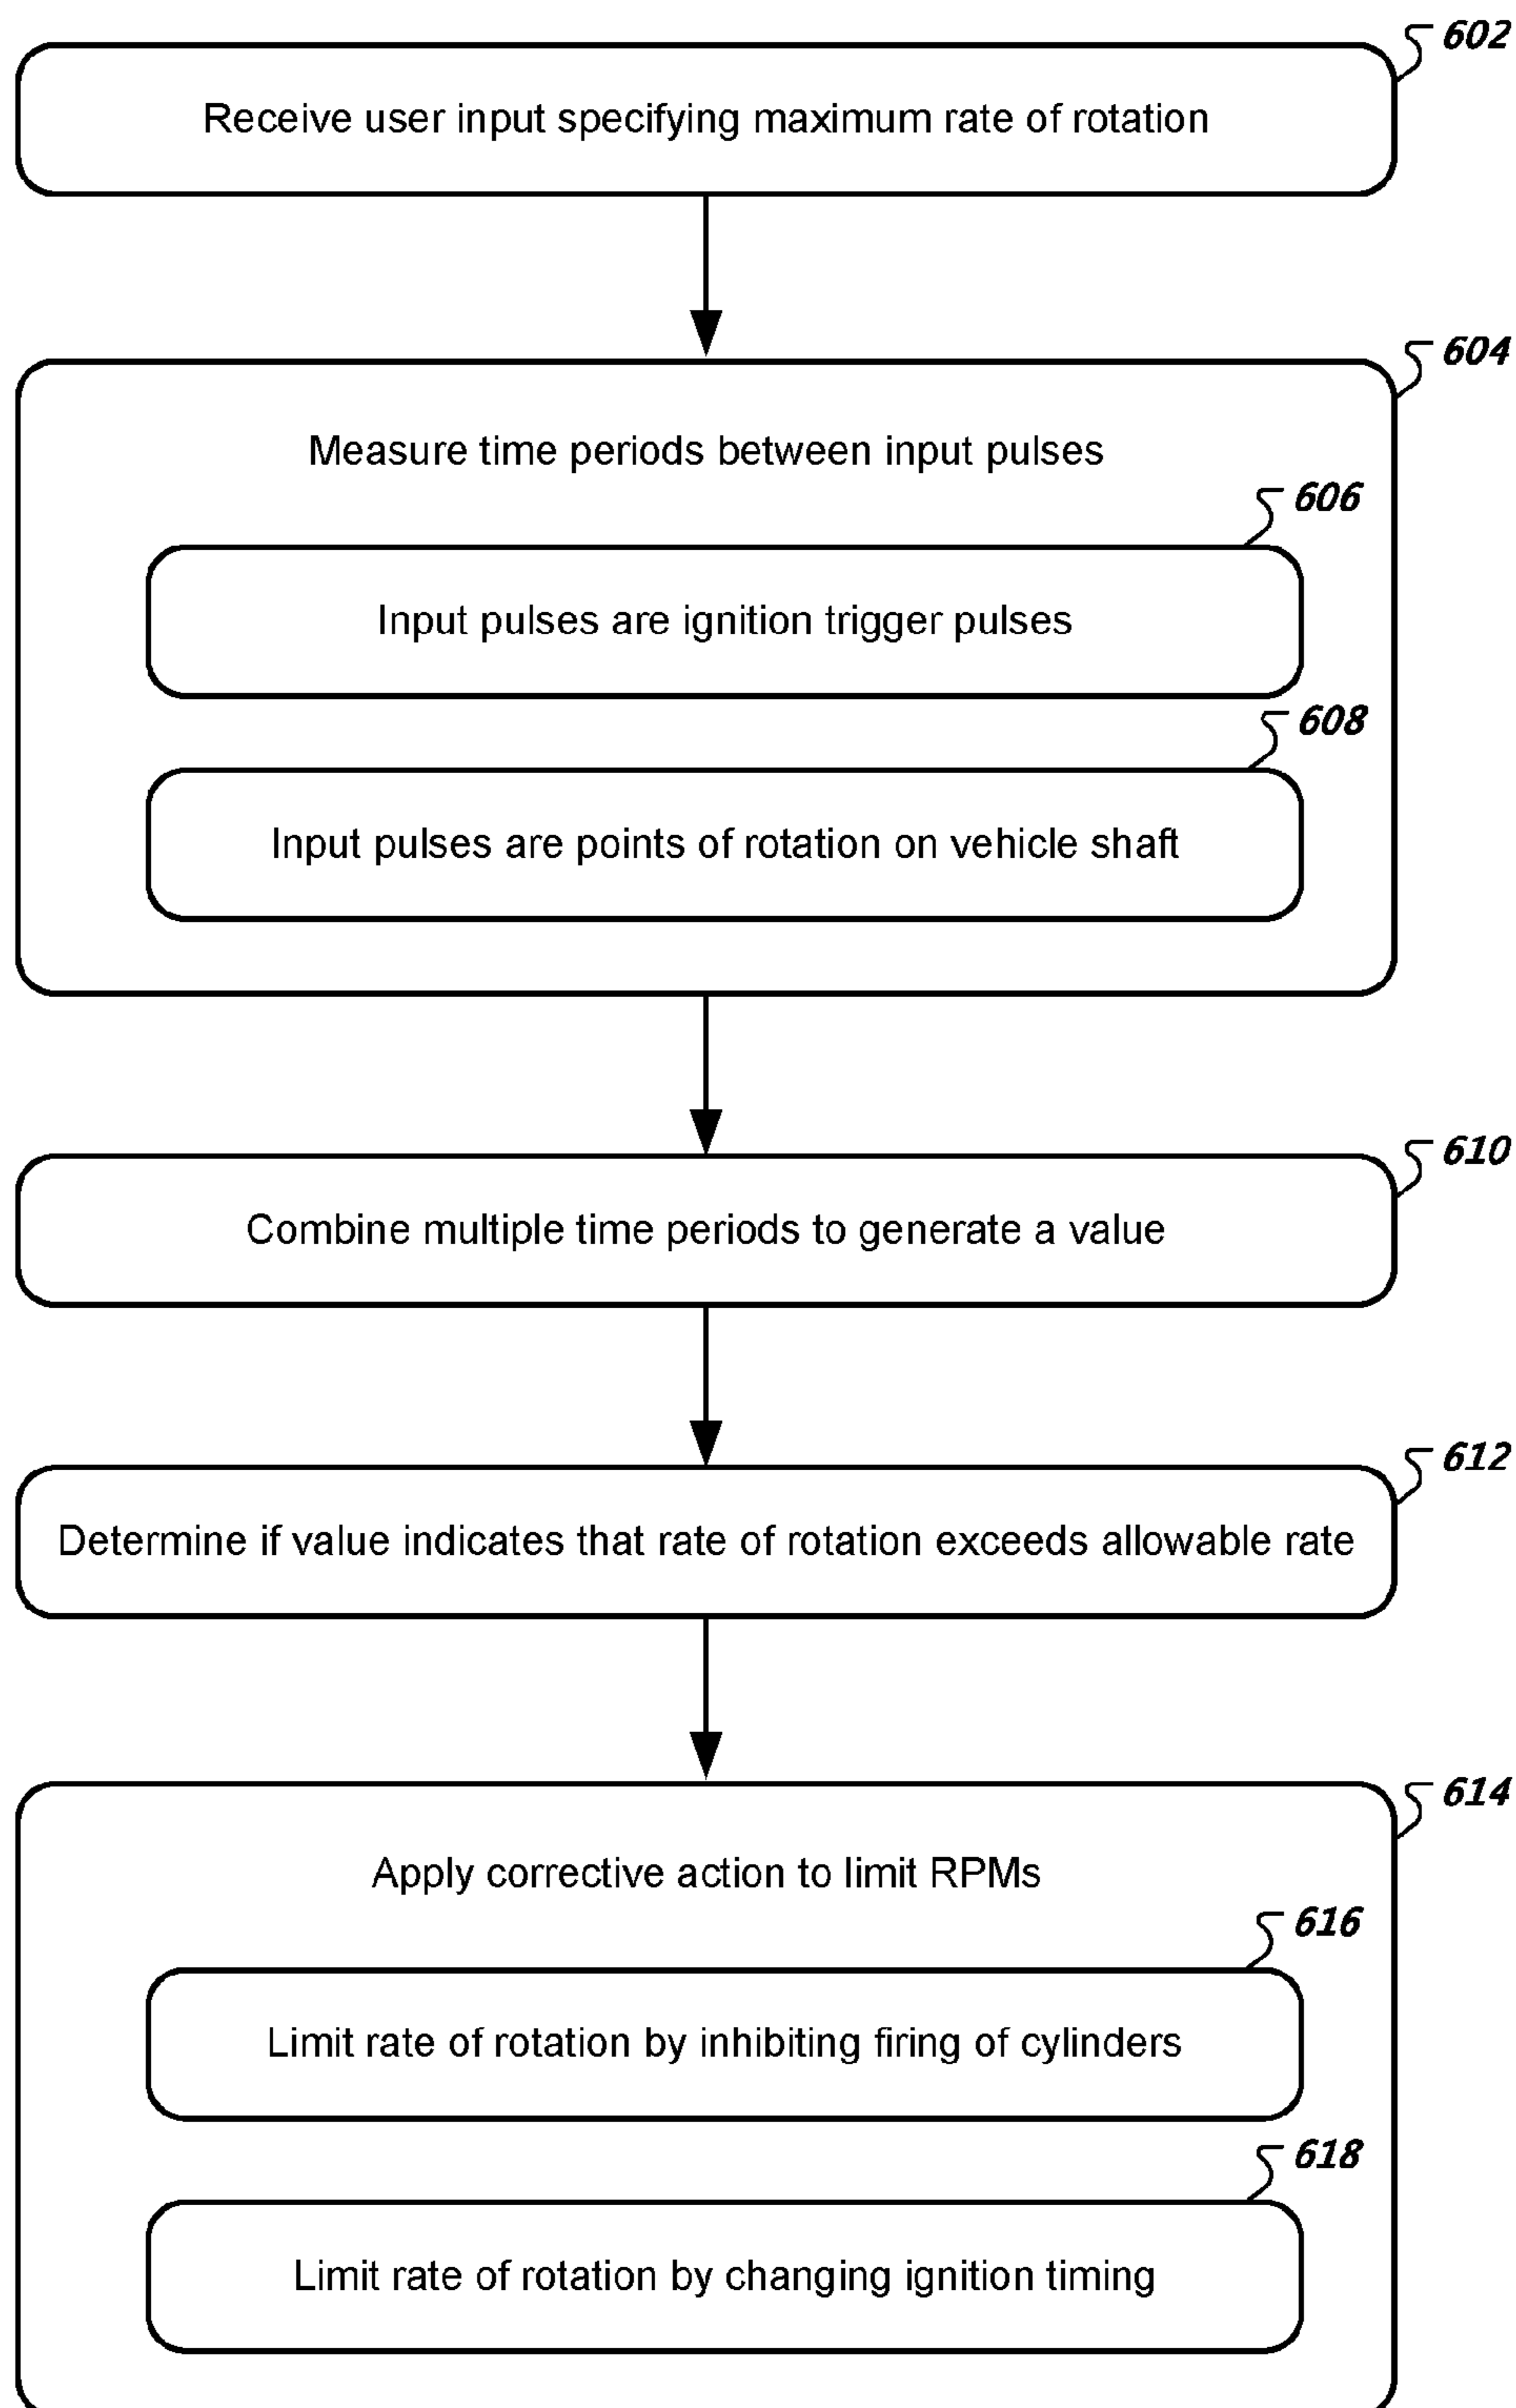 602
Receive user input specifying maximum rate of rotation
604
Measure time periods between input pulses
606
Input pulses are ignition trigger pulses
608
Input pulses are points of rotation on vehicle shaft
610
Combine multiple time periods to generate a value
612
Determine if value indicates that rate of rotation exceeds allowable rate
614
Apply corrective action to limit RPMs
616
Limit rate of rotation by inhibiting firing of cylinders
618
Limit rate of rotation by changing ignition timing